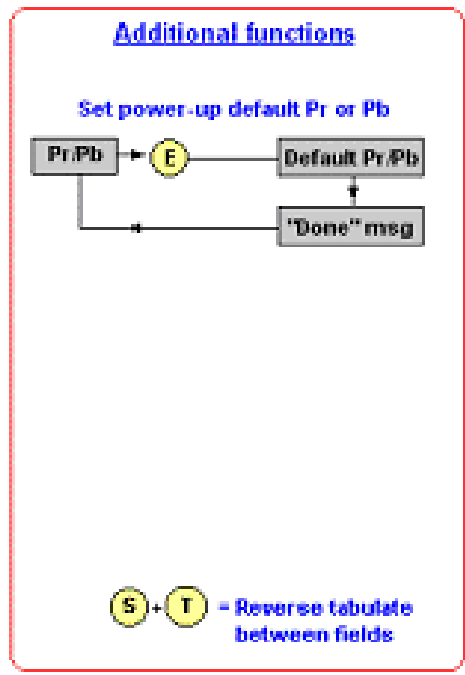 Additional functions
Set power-up default Pr or Pb
Pr/Pb
E
Default Pr/Pb
"Done" msg
S + T = Reverse tabulate
between fields